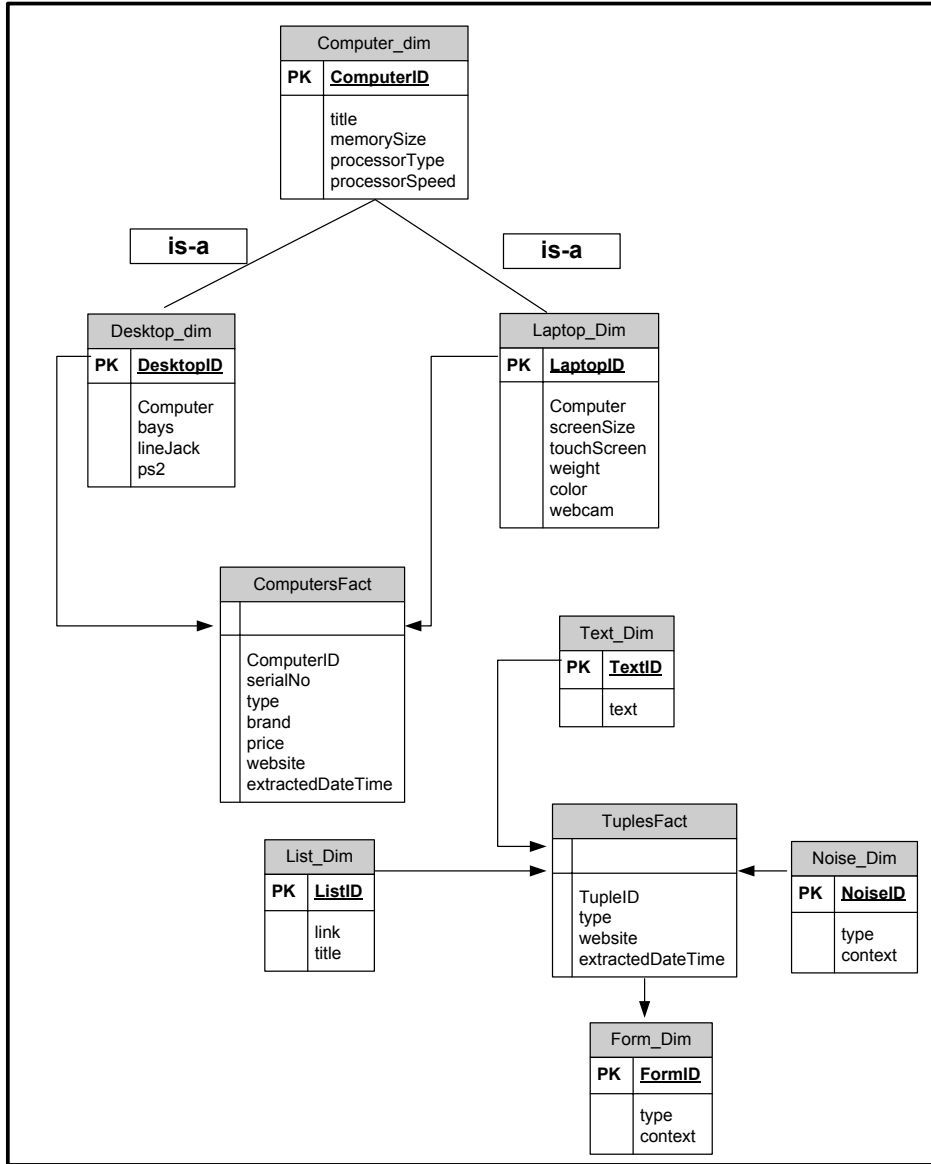 Computer_dim
PK ComputerID
title
memorySize
processorType
processorSpeed
is-a
is-a
Desktop_dim
PK DesktopID
Computer
bays
lineJack
ps2
Laptop_Dim
PK LaptopID
Computer
screenSize
touchScreen
weight
color
webcam
ComputersFact
ComputerID
serialNo
type
brand
price
website
extractedDateTime
Text_Dim
PK TextID
text
TuplesFact
TupleID
type
website
extractedDateTime
List_Dim
PK ListID
link
title
Noise_Dim
PK NoiseID
type
context
Form_Dim
PK FormID
type
context